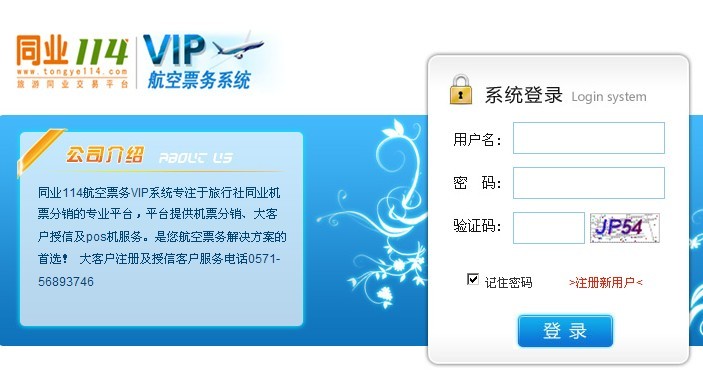 同业114
www.tongye114.com
旅游同业交易平台
VIP
航空票务系统
公司介绍 ABOUT US
同业114航空票务VIP系统专注于旅行社同业机
票分销的专业平台，平台提供机票分销、大客
户授信及pos机服务。是您航空票务解决方案的
首选！ 大客户注册及授信客户服务电话0571-
56893746
系统登录 Login system
用户名：
密 码：
验证码： JP54
记住密码 >注册新用户<
登 录